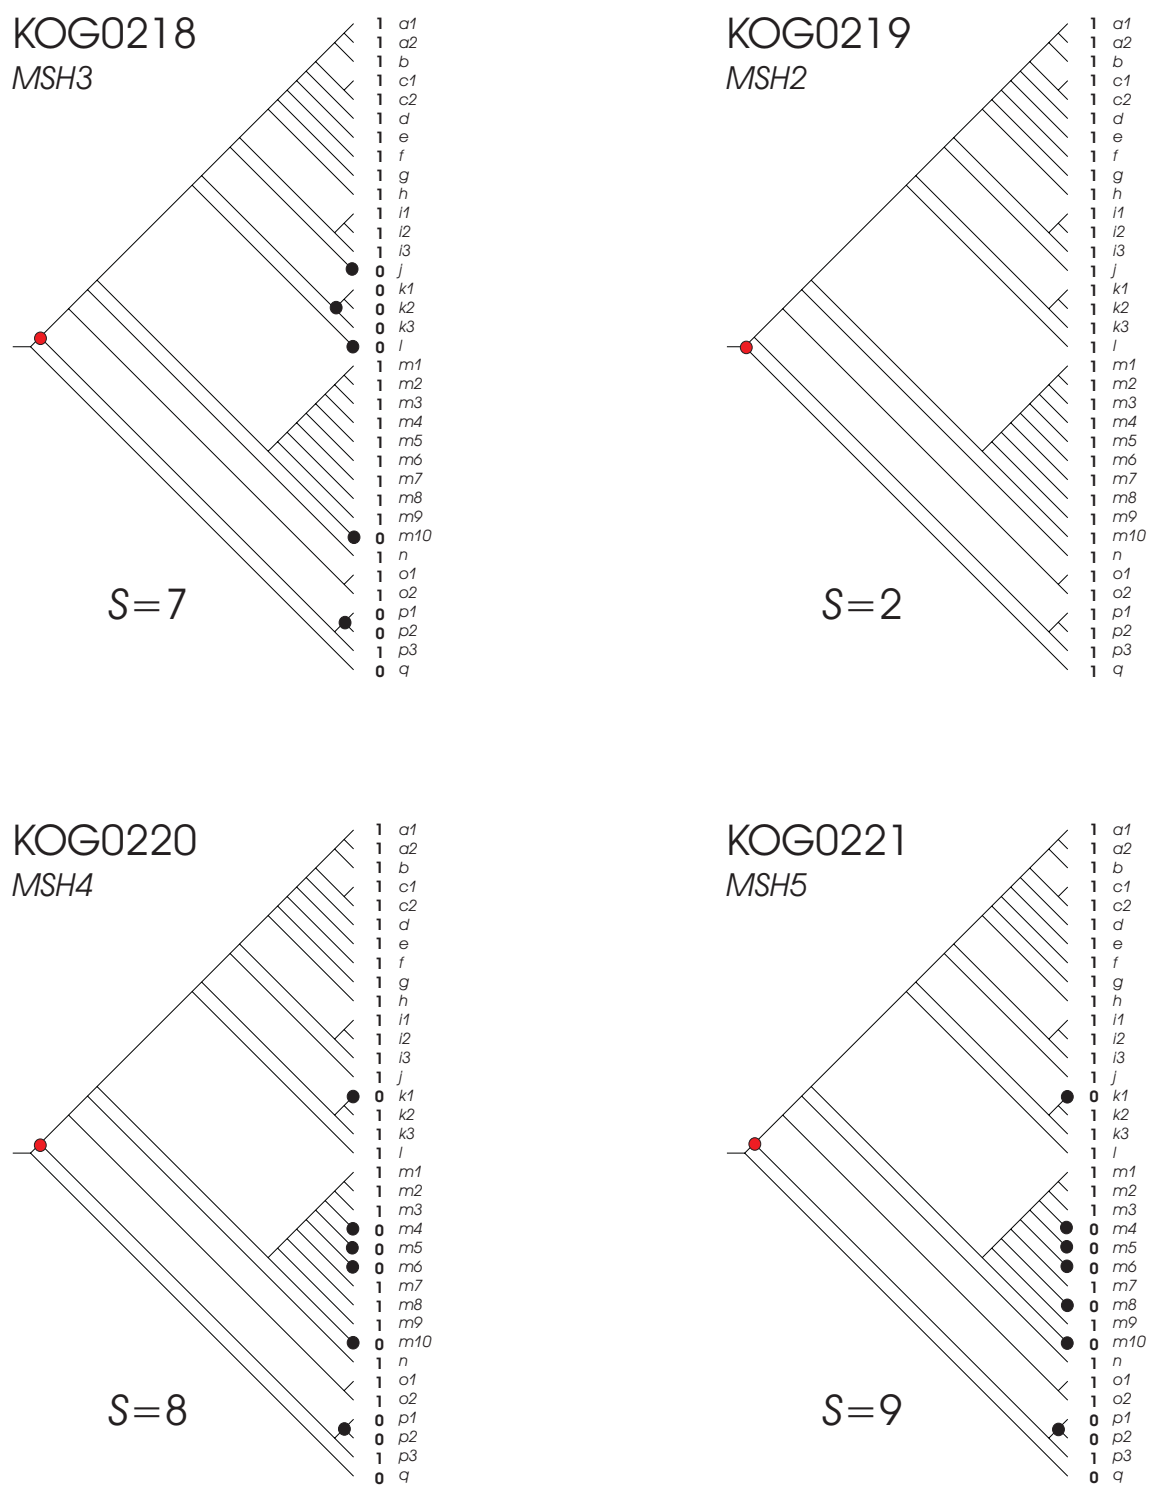 KOG0218
MSH3
1 a1
1 a2
1 b
1 c1
1 c2
1 d
1 e
1 f
1 g
1 h
1 i1
1 i2
1 i3
0 j
0 k1
0 k2
0 k3
0 l
1 m1
1 m2
1 m3
1 m4
1 m5
1 m6
1 m7
1 m8
1 m9
0 m10
1 n
1 o1
1 o2
0 p1
0 p2
1 p3
0 q
S=7
KOG0219
MSH2
1 a1
1 a2
1 b
1 c1
1 c2
1 d
1 e
1 f
1 g
1 h
1 i1
1 i2
1 i3
1 j
1 k1
1 k2
1 k3
1 l
1 m1
1 m2
1 m3
1 m4
1 m5
1 m6
1 m7
1 m8
1 m9
1 m10
1 n
1 o1
1 o2
1 p1
1 p2
1 p3
1 q
S=2
KOG0220
MSH4
1 a1
1 a2
1 b
1 c1
1 c2
1 d
1 e
1 f
1 g
1 h
1 i1
1 i2
1 i3
1 j
0 k1
1 k2
1 k3
1 l
1 m1
1 m2
1 m3
0 m4
0 m5
0 m6
1 m7
1 m8
1 m9
0 m10
1 n
1 o1
1 o2
0 p1
0 p2
1 p3
0 q
S=8
KOG0221
MSH5
1 a1
1 a2
1 b
1 c1
1 c2
1 d
1 e
1 f
1 g
1 h
1 i1
1 i2
1 i3
1 j
0 k1
1 k2
1 k3
1 l
1 m1
1 m2
1 m3
0 m4
0 m5
0 m6
1 m7
0 m8
1 m9
0 m10
1 n
1 o1
1 o2
0 p1
0 p2
1 p3
0 q
S=9